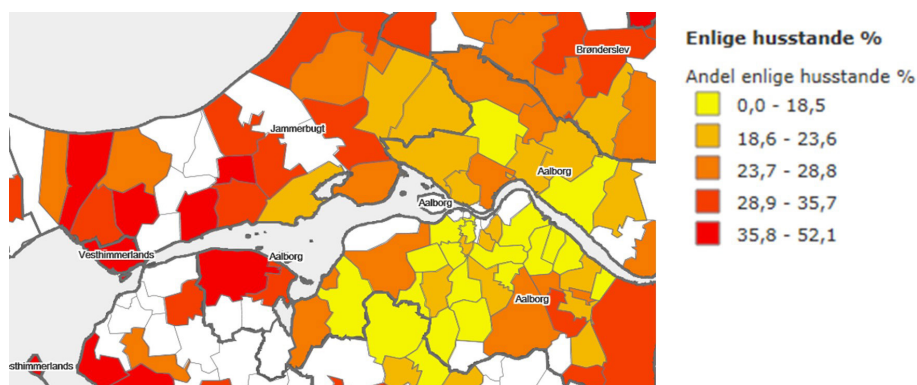 Brønderslev
Jammerbugt
Aalborg
Aalborg
Vesthimmerlands
Aalborg
Aalborg
sthimmerlands
Enlige husstande %
Andel enlige husstande %
0,0 - 18,5
18,6 - 23,6
23,7 - 28,8
28,9 - 35,7
35,8 - 52,1